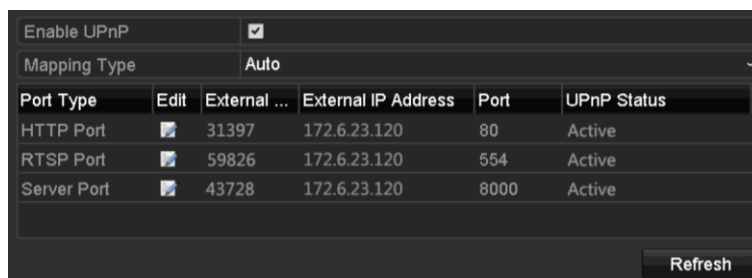 Enable UPnP
Mapping Type Auto
Port Type Edit External ... External IP Address Port UPnP Status
HTTP Port 31397 172.6.23.120 80 Active
RTSP Port 59826 172.6.23.120 554 Active
Server Port 43728 172.6.23.120 8000 Active
Refresh